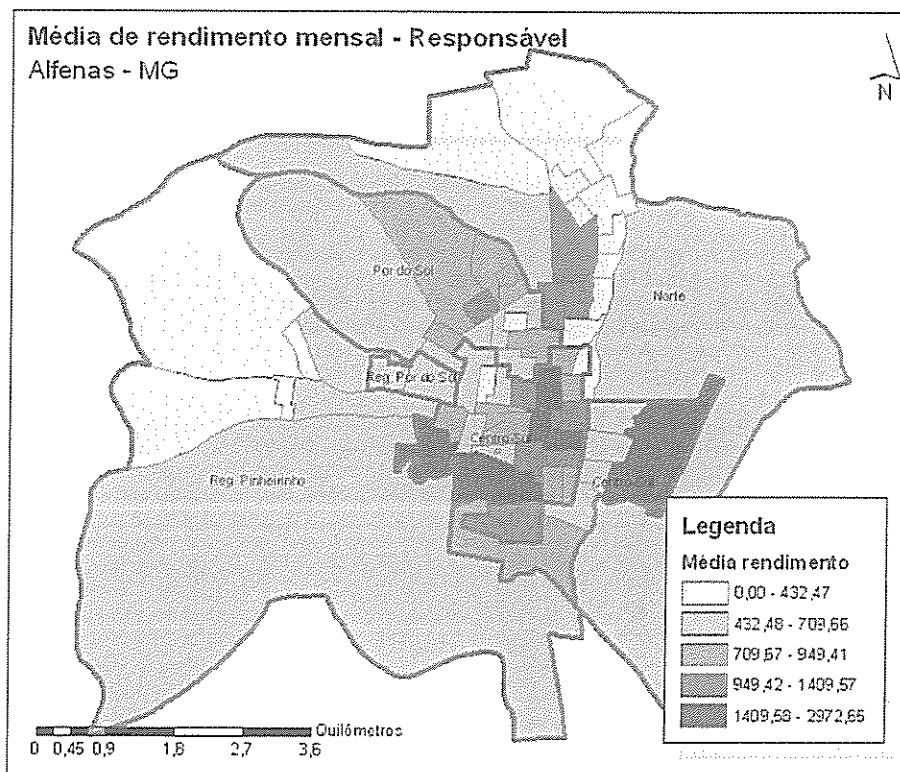 Média de rendimento mensal - Responsável
Alfenas - MG
N
Por do Sol
Norte
Reg. Por do Sol
Centro Sul
Reg. Pinheirinho
Centro Sul
Legenda
Média rendimento
0,00 - 432,47
432,48 - 709,66
709,67 - 949,41
949,42 - 1409,57
1409,58 - 2972,65
Quilômetros
0 0,45 0,9 1,8 2,7 3,6